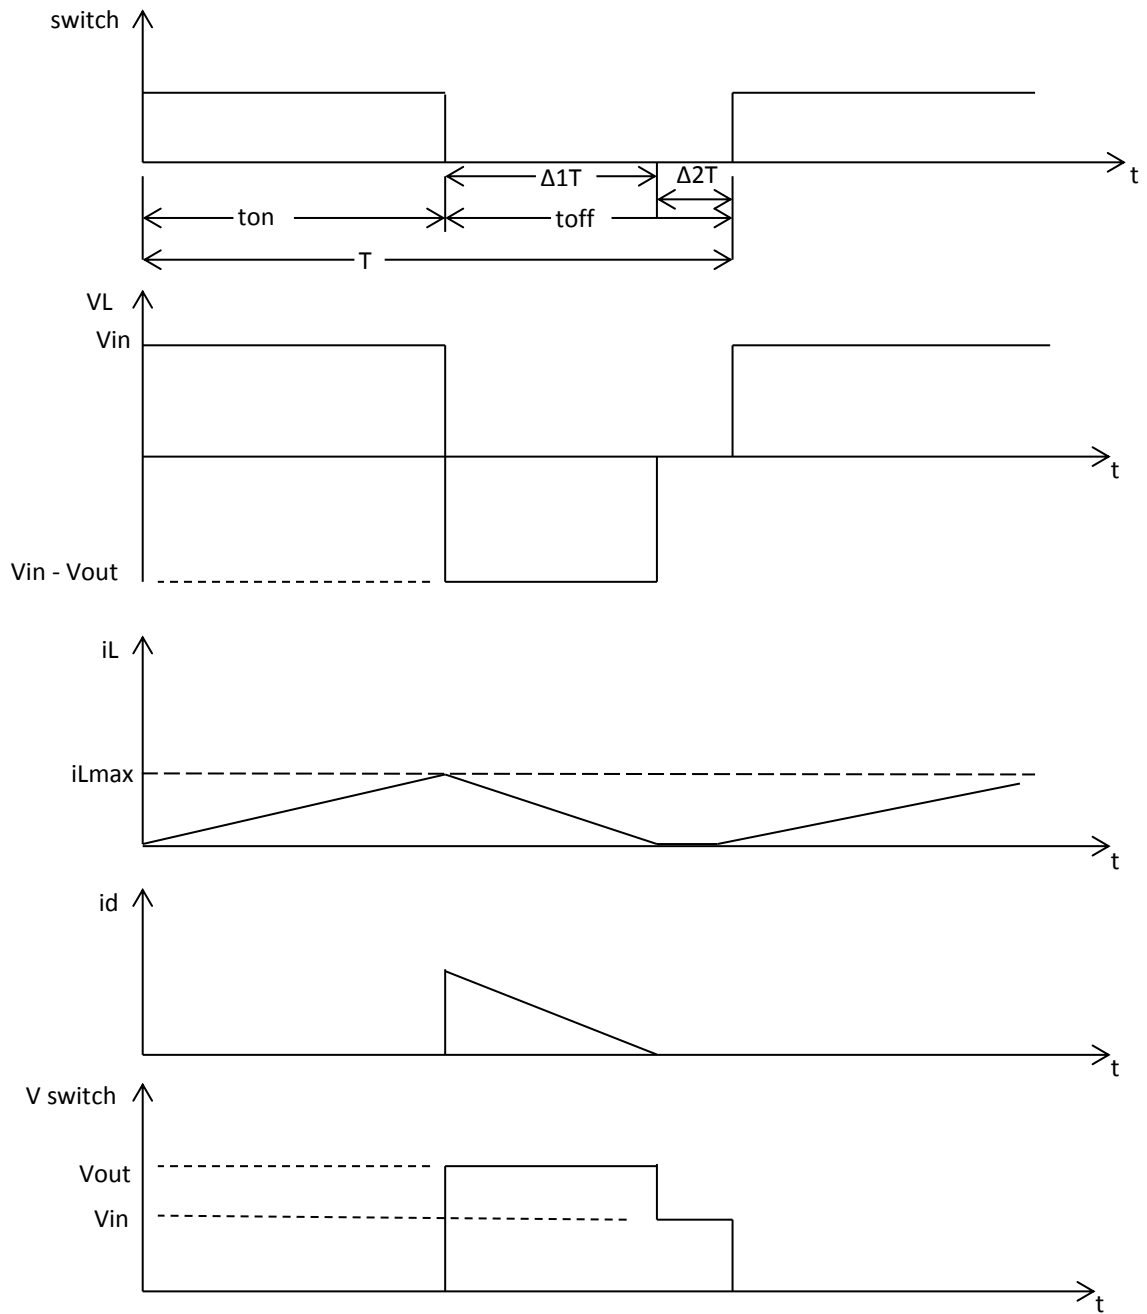 switch
t
Δ1T
Δ2T
ton
toff
T
VL
Vin
t
Vin - Vout
iL
iLmax
t
id
t
V switch
Vout
Vin
t